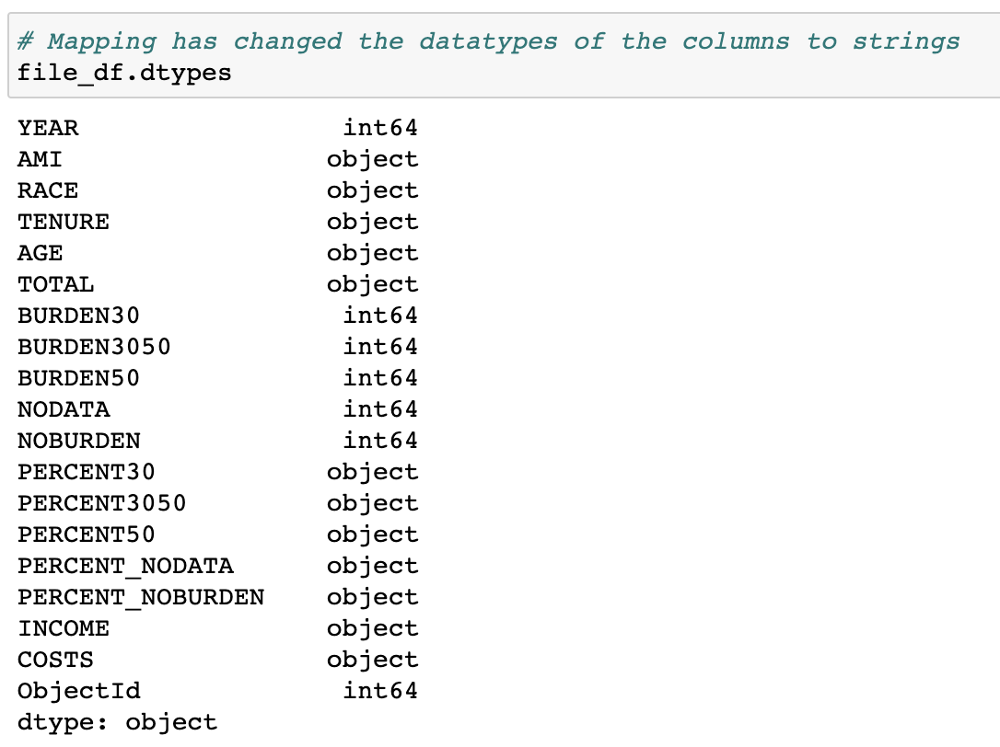 # Mapping has changed the datatypes of the columns to strings
file_df.dtypes
YEAR int64
AMI object
RACE object
TENURE object
AGE object
TOTAL object
BURDEN30 int64
BURDEN3050 int64
BURDEN50 int64
NODATA int64
NOBURDEN int64
PERCENT30 object
PERCENT3050 object
PERCENT50 object
PERCENT_NODATA object
PERCENT_NOBURDEN object
INCOME object
COSTS object
ObjectId int64
dtype: object